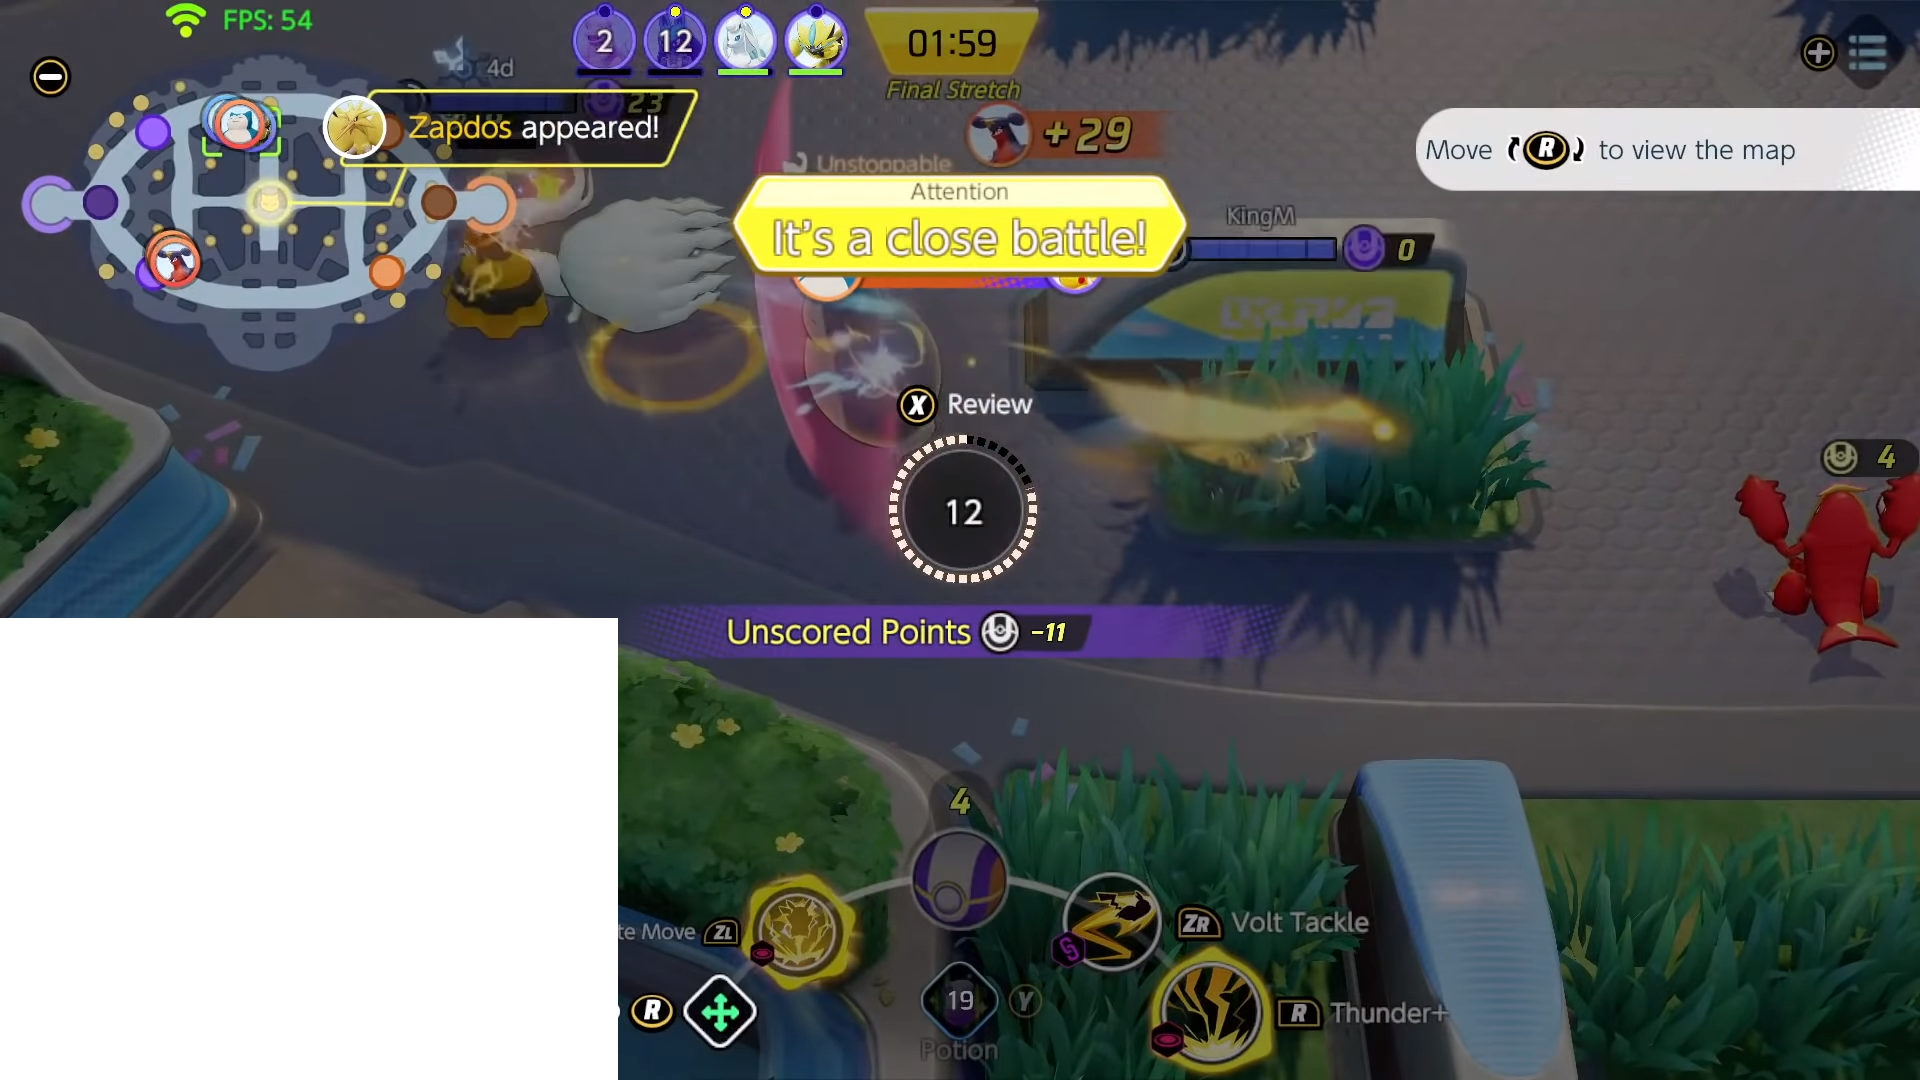 FPS: 54
2
12
01:59
Final Stretch
4d
23
Zapdos appeared!
+29
Unstoppable
Attention
It's a close battle!
Move R to view the map
KingM
0
X Review
12
4
Unscored Points -11
4
te Move ZL
ZR Volt Tackle
R
19 Y
Potion
R Thunder+